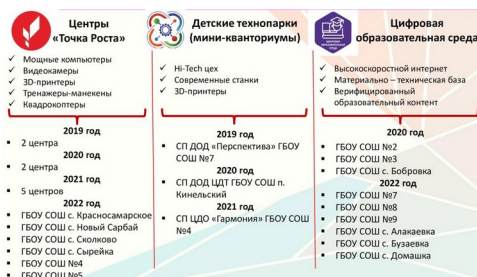 Центры
«Точка Роста»
✓ Мощные компьютеры
✓ Видеокамеры
✓ 3D-принтеры
✓ Тренажеры-манекены
✓ Квадрокоптеры
2019 год
▪ 2 центра
2020 год
▪ 2 центра
2021 год
▪ 5 центров
2022 год
▪ ГБОУ СОШ с. Красносамарское
▪ ГБОУ СОШ с. Новый Сарбай
▪ ГБОУ СОШ с. Сколково
▪ ГБОУ СОШ с. Сырейка
▪ ГБОУ СОШ №4
▪ ГБОУ СОШ №5
Детские технопарки
(мини-кванториумы)
✓ Hi-Tech цех
✓ Современные станки
✓ 3D-принтеры
2019 год
▪ СП ДОД «Перспектива» ГБОУ
СОШ №7
2020 год
▪ СП ДОД ЦДТ ГБОУ СОШ п.
Кинельский
2021 год
▪ СП ЦДО «Гармония» ГБОУ СОШ
№4
Цифровая
образовательная среда
✓ Высокоскоростной интернет
✓ Материально – техническая база
✓ Верифицированный
образовательный контент
2020 год
▪ ГБОУ СОШ №2
▪ ГБОУ СОШ №3
▪ ГБОУ СОШ с. Бобровка
2022 год
▪ ГБОУ СОШ №7
▪ ГБОУ СОШ №8
▪ ГБОУ СОШ №9
▪ ГБОУ СОШ с. Алакаевка
▪ ГБОУ СОШ с. Бузаевка
▪ ГБОУ СОШ с. Домашка